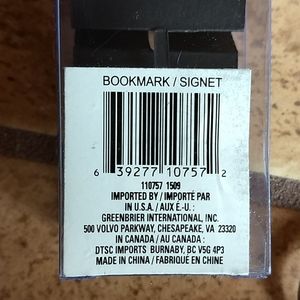 BOOKMARK / SIGNET
6 39277 10757 2
110757 1509
IMPORTED BY / IMPORTÉ PAR
IN U.S.A. / AUX É.-U. :
GREENBRIER INTERNATIONAL, INC.
500 VOLVO PARKWAY, CHESAPEAKE, VA 23320
IN CANADA / AU CANADA :
DTSC IMPORTS BURNABY, BC V5G 4P3
MADE IN CHINA / FABRIQUÉ EN CHINE